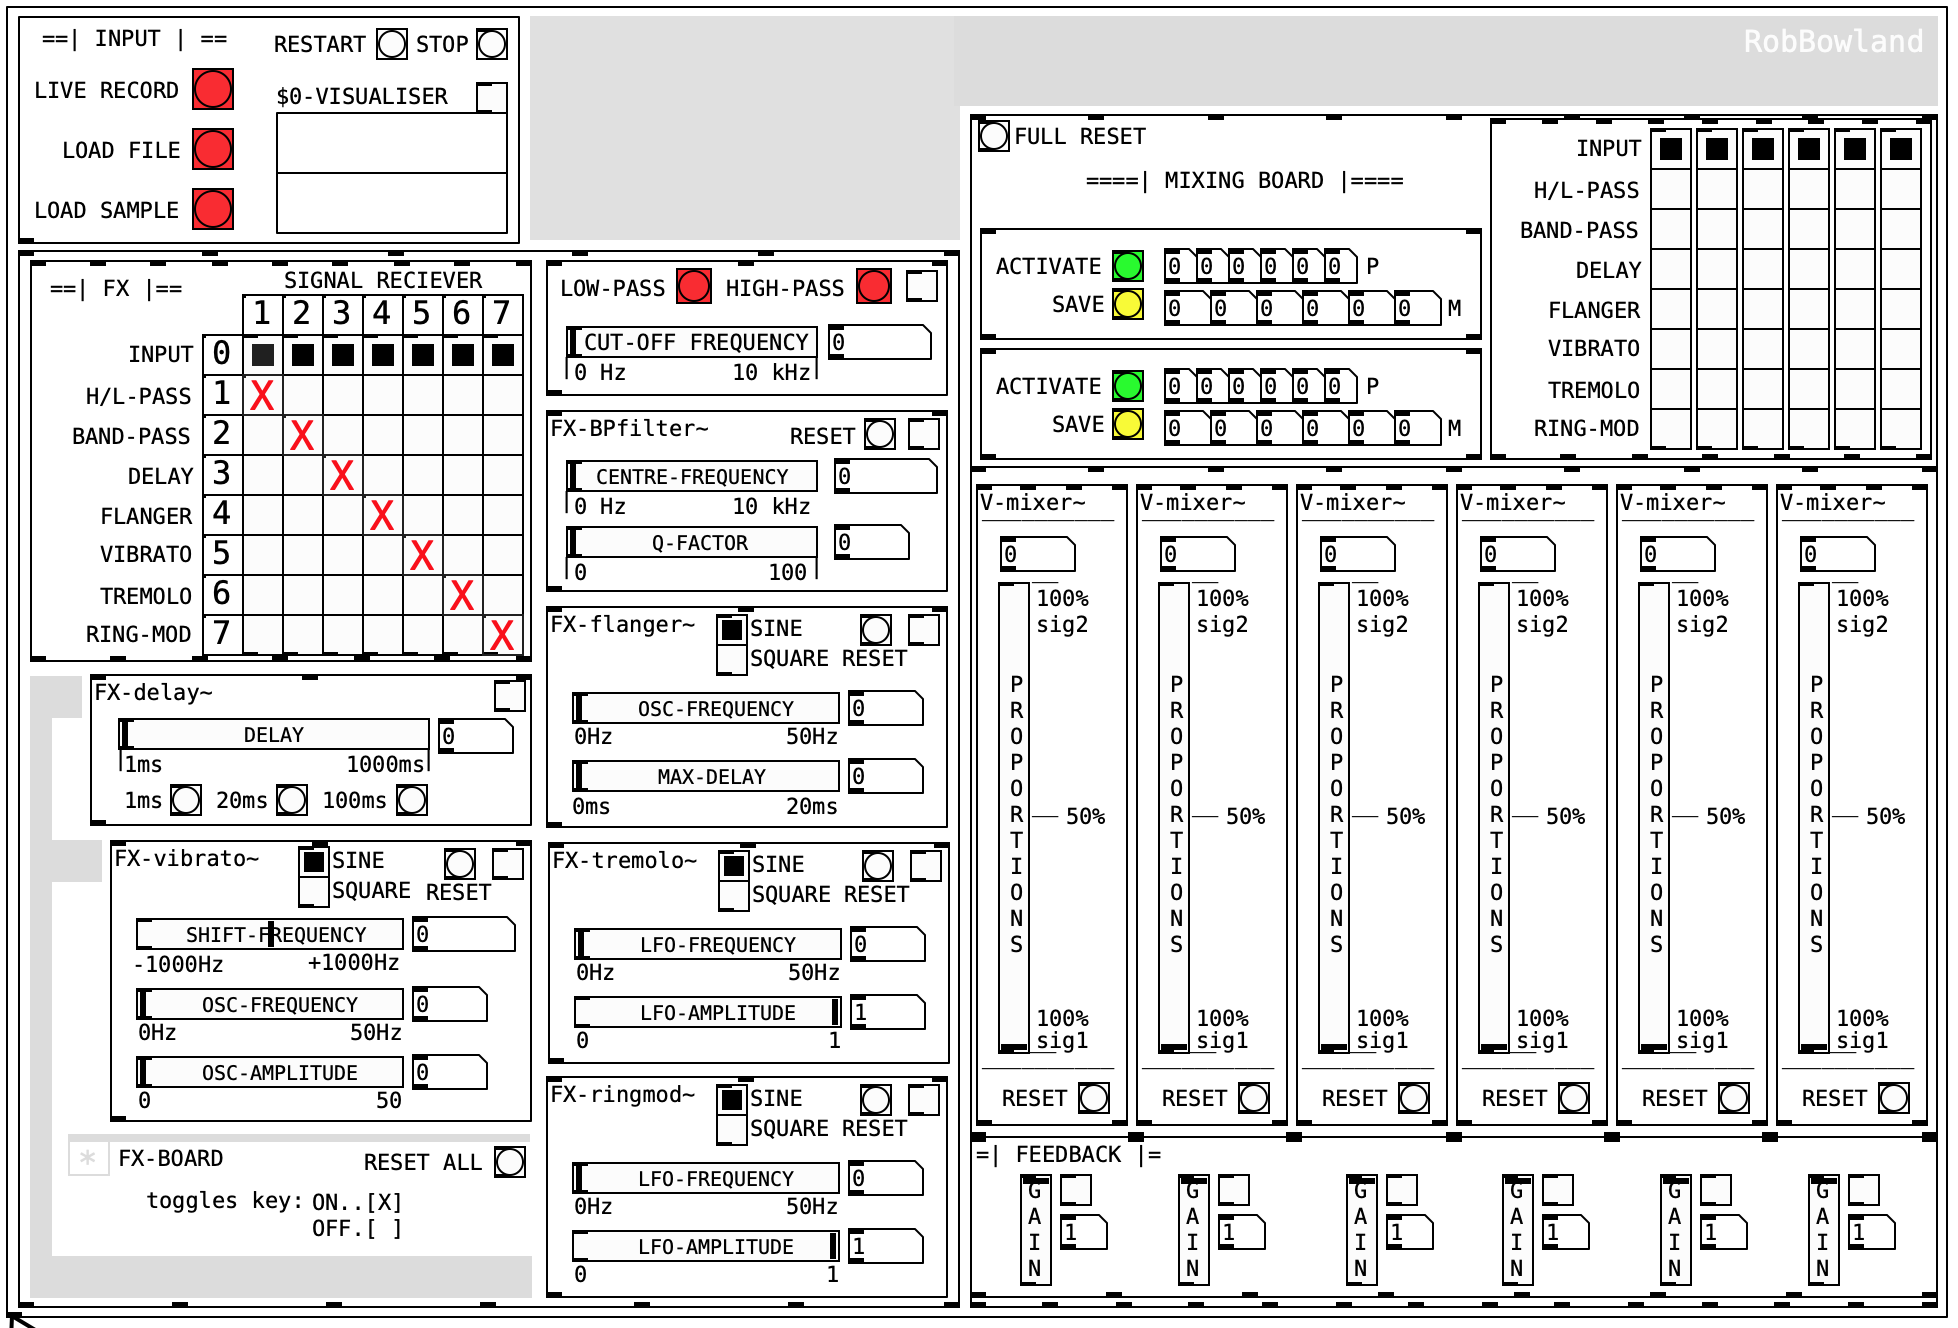 ==| INPUT | ==
RESTART STOP
LIVE RECORD
$0-VISUALISER
LOAD FILE
LOAD SAMPLE
RobBowland
==| FX |==
SIGNAL RECIEVER
1 2 3 4 5 6 7
INPUT 0
H/L-PASS 1 X
BAND-PASS 2 X
DELAY 3 X
FLANGER 4 X
VIBRATO 5 X
TREMOLO 6 X
RING-MOD 7 X
FX-delay~
DELAY 0
1ms 1000ms
1ms 20ms 100ms
FX-vibrato~
SINE
SQUARE RESET
SHIFT-FREQUENCY 0
-1000Hz +1000Hz
OSC-FREQUENCY 0
0Hz 50Hz
OSC-AMPLITUDE 0
0 50
* FX-BOARD RESET ALL
toggles key: ON..[X]
OFF.[ ]
LOW-PASS HIGH-PASS
CUT-OFF FREQUENCY 0
0 Hz 10 kHz
FX-BPfilter~ RESET
CENTRE-FREQUENCY 0
0 Hz 10 kHz
Q-FACTOR 0
0 100
FX-flanger~ SINE
SQUARE RESET
OSC-FREQUENCY 0
0Hz 50Hz
MAX-DELAY 0
0ms 20ms
FX-tremolo~ SINE
SQUARE RESET
LFO-FREQUENCY 0
0Hz 50Hz
LFO-AMPLITUDE 1
0 1
FX-ringmod~ SINE
SQUARE RESET
LFO-FREQUENCY 0
0Hz 50Hz
LFO-AMPLITUDE 1
0 1
FULL RESET
====| MIXING BOARD |====
ACTIVATE 0 0 0 0 0 0 P
SAVE 0 0 0 0 0 0 M
ACTIVATE 0 0 0 0 0 0 P
SAVE 0 0 0 0 0 0 M
INPUT
H/L-PASS
BAND-PASS
DELAY
FLANGER
VIBRATO
TREMOLO
RING-MOD
V-mixer~ V-mixer~ V-mixer~ V-mixer~ V-mixer~ V-mixer~
0 0 0 0 0 0
100% 100% 100% 100% 100% 100%
sig2 sig2 sig2 sig2 sig2 sig2
PROPORTIONS PROPORTIONS PROPORTIONS PROPORTIONS PROPORTIONS PROPORTIONS
50% 50% 50% 50% 50% 50%
100% 100% 100% 100% 100% 100%
sig1 sig1 sig1 sig1 sig1 sig1
RESET RESET RESET RESET RESET RESET
=| FEEDBACK |=
GAIN 1 GAIN 1 GAIN 1 GAIN 1 GAIN 1 GAIN 1